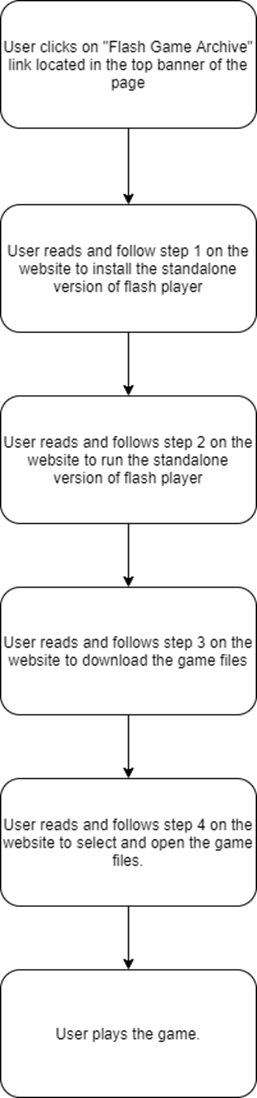 User clicks on "Flash Game Archive"
link located in the top banner of the
page
User reads and follow step 1 on the
website to install the standalone
version of flash player
User reads and follows step 2 on the
website to run the standalone
version of flash player
User reads and follows step 3 on the
website to download the game files
User reads and follows step 4 on the
website to select and open the game
files.
User plays the game.